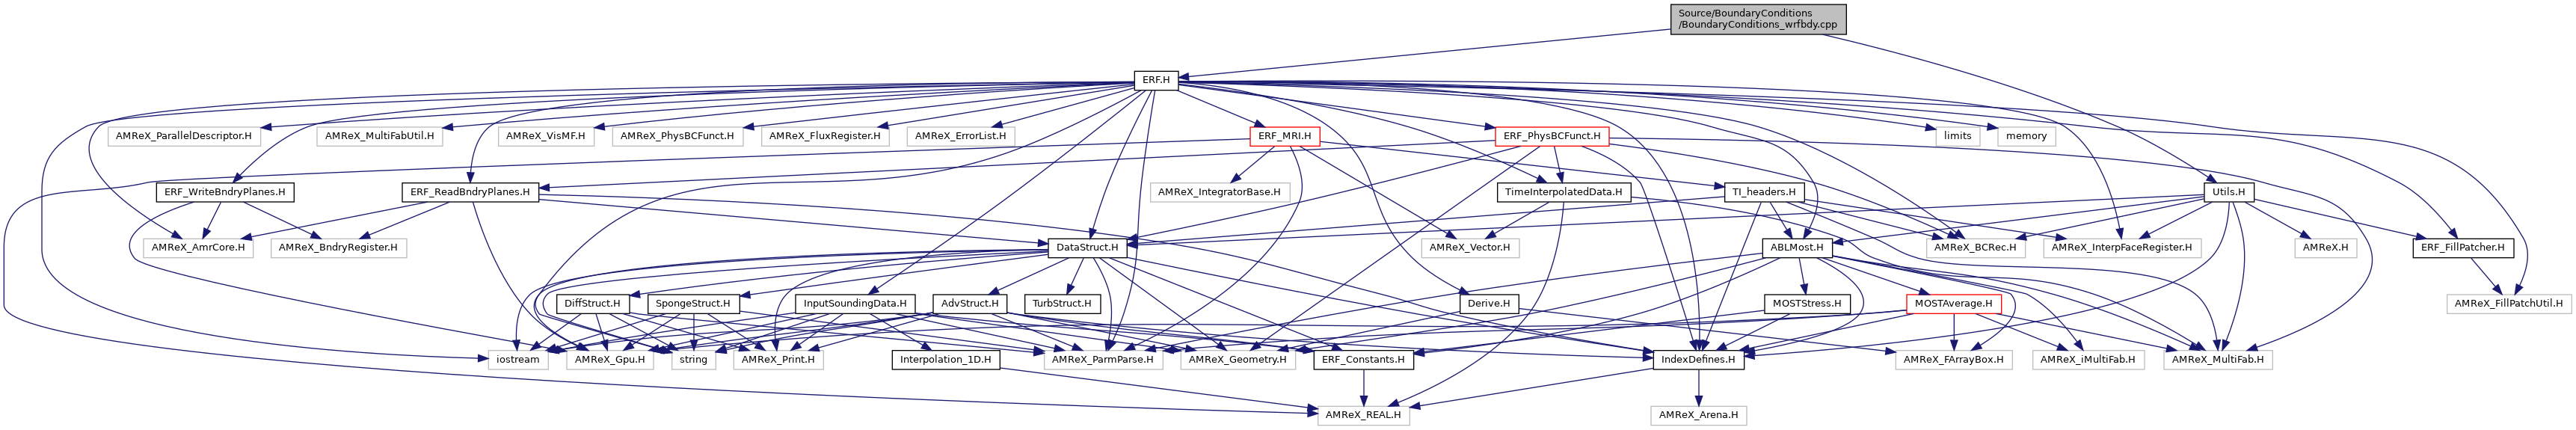 Source/BoundaryConditions
/BoundaryConditions_wrfbdy.cpp
ERF.H
AMReX_ParallelDescriptor.H
AMReX_MultiFabUtil.H
AMReX_VisMF.H
AMReX_PhysBCFunct.H
AMReX_FluxRegister.H
AMReX_ErrorList.H
ERF_MRI.H
ERF_PhysBCFunct.H
limits
memory
ERF_WriteBndryPlanes.H
ERF_ReadBndryPlanes.H
AMReX_IntegratorBase.H
TimeInterpolatedData.H
TI_headers.H
Utils.H
AMReX_AmrCore.H
AMReX_BndryRegister.H
DataStruct.H
AMReX_Vector.H
ABLMost.H
AMReX_BCRec.H
AMReX_InterpFaceRegister.H
AMReX.H
ERF_FillPatcher.H
DiffStruct.H
SpongeStruct.H
TurbStruct.H
InputSoundingData.H
AdvStruct.H
Derive.H
MOSTStress.H
MOSTAverage.H
AMReX_FillPatchUtil.H
iostream
AMReX_Gpu.H
string
AMReX_Print.H
Interpolation_1D.H
AMReX_ParmParse.H
AMReX_Geometry.H
ERF_Constants.H
IndexDefines.H
AMReX_FArrayBox.H
AMReX_iMultiFab.H
AMReX_MultiFab.H
AMReX_REAL.H
AMReX_Arena.H